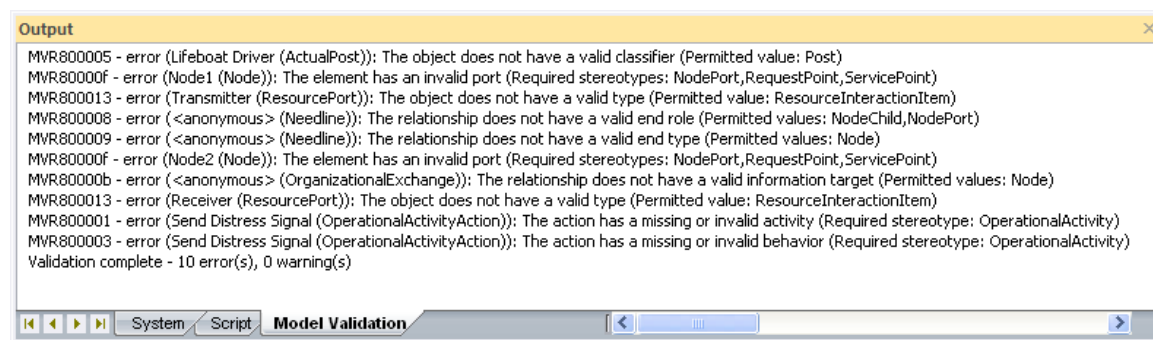 Output
MVR800005 - error (Lifeboat Driver (ActualPost)): The object does not have a valid classifier (Permitted value: Post)
MVR80000f - error (Node1 (Node)): The element has an invalid port (Required stereotypes: NodePort,RequestPoint,ServicePoint)
MVR800013 - error (Transmitter (ResourcePort)): The object does not have a valid type (Permitted value: ResourceInteractionItem)
MVR800008 - error (<anonymous> (Needline)): The relationship does not have a valid end role (Permitted values: NodeChild,NodePort)
MVR800009 - error (<anonymous> (Needline)): The relationship does not have a valid end type (Permitted values: Node)
MVR80000f - error (Node2 (Node)): The element has an invalid port (Required stereotypes: NodePort,RequestPoint,ServicePoint)
MVR80000b - error (<anonymous> (OrganizationalExchange)): The relationship does not have a valid information target (Permitted values: Node)
MVR800013 - error (Receiver (ResourcePort)): The object does not have a valid type (Permitted value: ResourceInteractionItem)
MVR800001 - error (Send Distress Signal (OperationalActivityAction)): The action has a missing or invalid activity (Required stereotype: OperationalActivity)
MVR800003 - error (Send Distress Signal (OperationalActivityAction)): The action has a missing or invalid behavior (Required stereotype: OperationalActivity)
Validation complete - 10 error(s), 0 warning(s)
System Script Model Validation